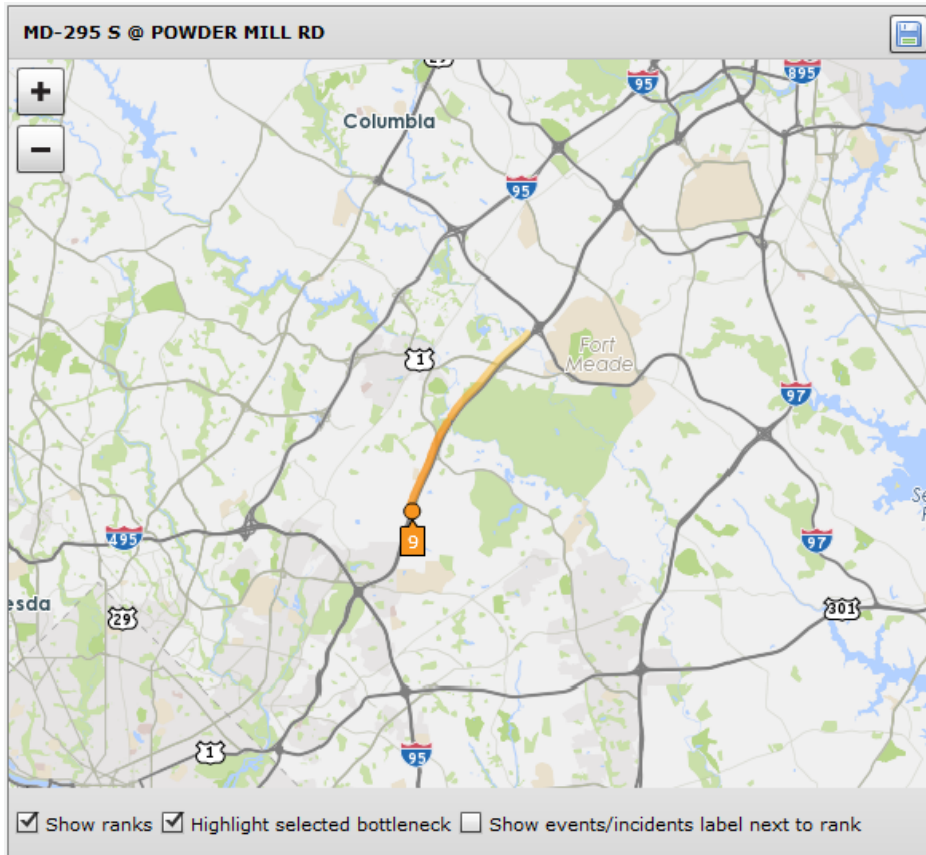 MD-295 S @ POWDER MILL RD
29
95
895
+
Columbia
−
95
1
Fort
Meade
97
495
9
97
esda
29
301
1
95
Show ranks Highlight selected bottleneck Show events/incidents label next to rank